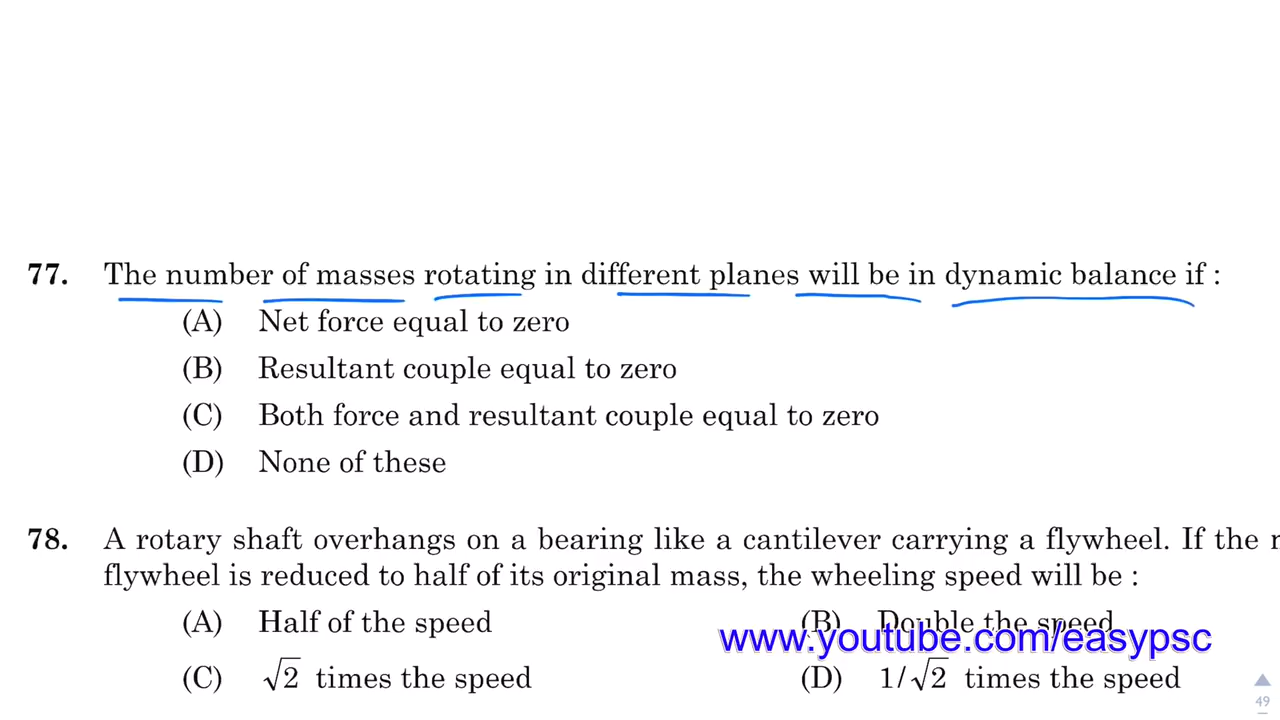 77. The number of masses rotating in different planes will be in dynamic balance if :
(A) Net force equal to zero
(B) Resultant couple equal to zero
(C) Both force and resultant couple equal to zero
(D) None of these
78. A rotary shaft overhangs on a bearing like a cantilever carrying a flywheel. If the
flywheel is reduced to half of its original mass, the wheeling speed will be :
(A) Half of the speed (B) Double the speed
www.youtube.com/easypsc
(C) √2 times the speed (D) 1/√2 times the speed
49